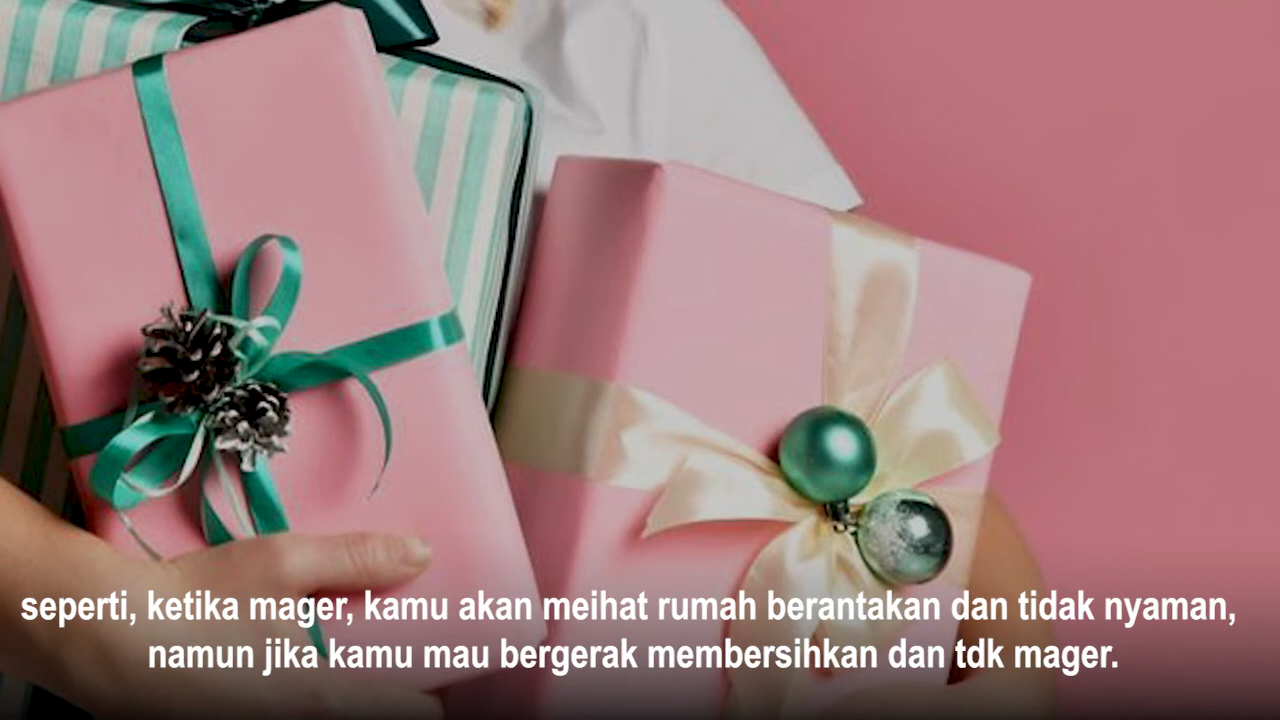 seperti, ketika mager, kamu akan meihat rumah berantakan dan tidak nyaman,
namun jika kamu mau bergerak membersihkan dan tdk mager.